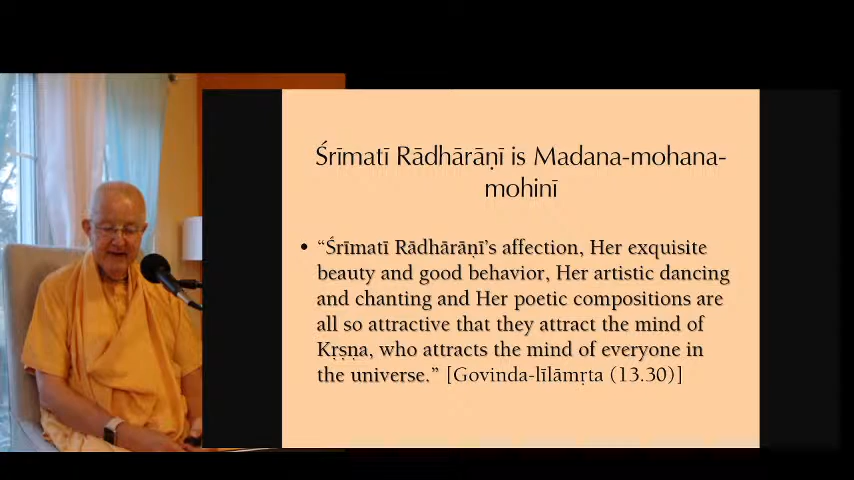 Śrīmatī Rādhārāṇī is Madana-mohana-
mohinī
• “Śrīmatī Rādhārāṇī’s affection, Her exquisite
beauty and good behavior, Her artistic dancing
and chanting and Her poetic compositions are
all so attractive that they attract the mind of
Kṛṣṇa, who attracts the mind of everyone in
the universe.” [Govinda-līlāmṛta (13.30)]